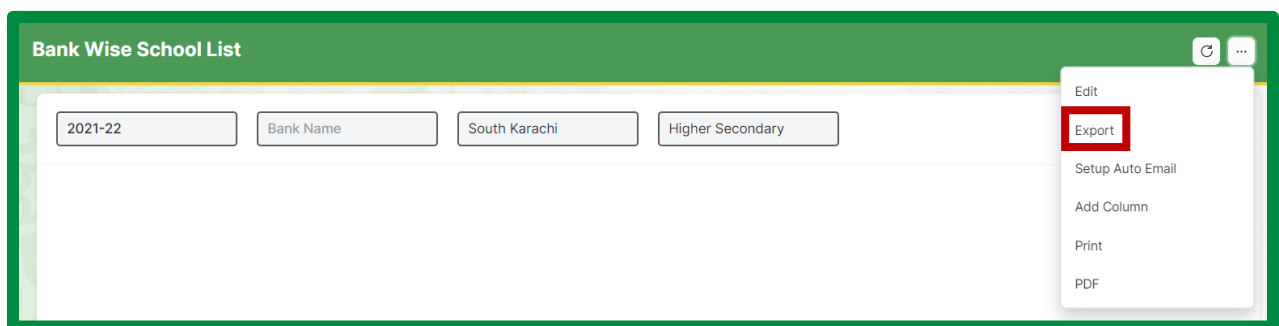 Bank Wise School List
2021-22
Bank Name
South Karachi
Higher Secondary
Edit
Export
Setup Auto Email
Add Column
Print
PDF